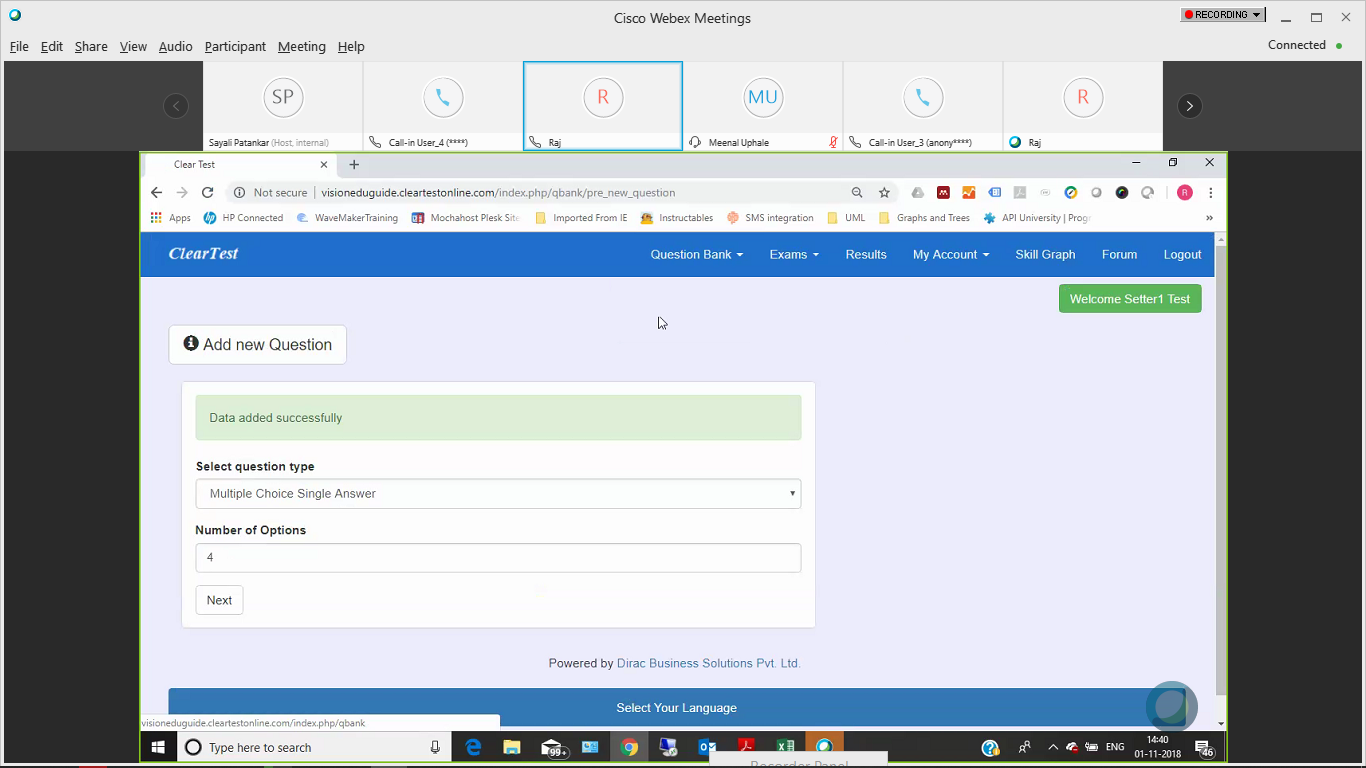 Cisco Webex Meetings
RECORDING
File Edit Share View Audio Participant Meeting Help
Connected
SP
R
MU
R
Sayali Patankar (Host, internal)
Call-in User_4 (****)
Raj
Meenal Uphale
Call-in User_3 (anony****)
Raj
Clear Test
Not secure visioneduguide.cleartestonline.com/index.php/qbank/pre_new_question
R
Apps HP Connected WaveMakerTraining Mochahost Plesk Site Imported From IE Instructables SMS integration UML Graphs and Trees API University | Prog
ClearTest
Question Bank Exams Results My Account Skill Graph Forum Logout
Welcome Setter1 Test
Add new Question
Data added successfully
Select question type
Multiple Choice Single Answer
Number of Options
4
Next
Powered by Dirac Business Solutions Pvt. Ltd.
Select Your Language
visioneduguide.cleartestonline.com/index.php/qbank
Type here to search
99+
ENG
14:40
01-11-2018
46
Recorder Panel